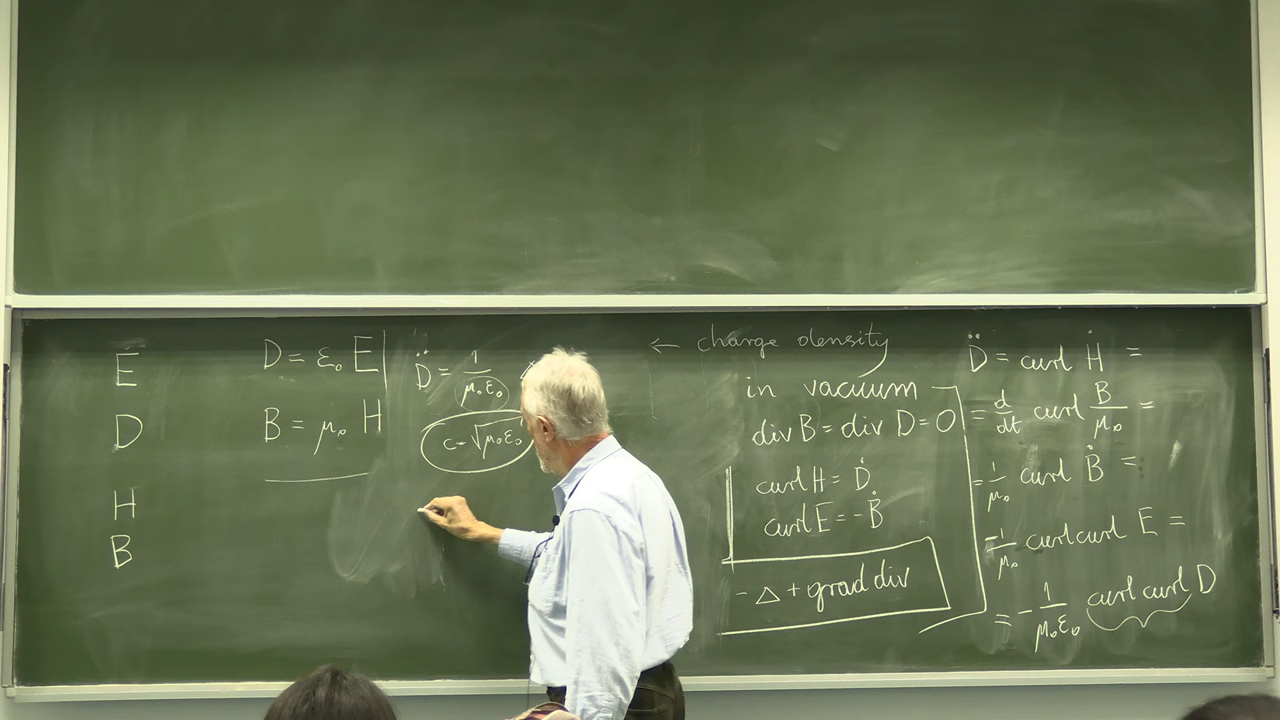 E
D
H
B
D = ε₀ E
B = μ₀ H
D̈ = 1/μ₀ε₀
c = √μ₀ε₀
← charge density
in vacuum
div B = div D = 0
curl H = Ḋ
curl E = - Ḃ
- Δ + grad div
D̈ = curl Ḣ =
= d/dt curl B/μ₀ =
= 1/μ₀ curl Ḃ =
-1/μ₀ curl curl E =
= - 1/μ₀ε₀ curl curl D